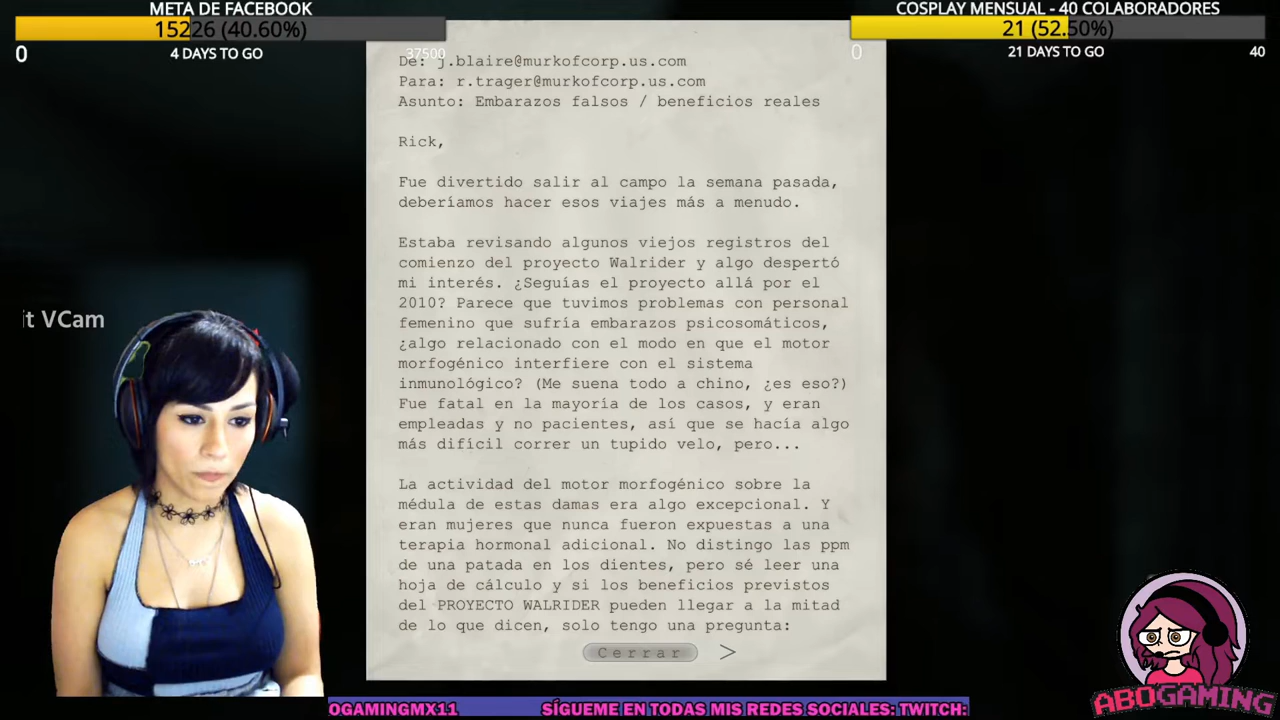 META DE FACEBOOK
15226 (40.60%)
0
4 DAYS TO GO
37500
COSPLAY MENSUAL - 40 COLABORADORES
21 (52.50%)
0
21 DAYS TO GO
40
De: j.blaire@murkofcorp.us.com
Para: r.trager@murkofcorp.us.com
Asunto: Embarazos falsos / beneficios reales
Rick,
Fue divertido salir al campo la semana pasada,
deberíamos hacer esos viajes más a menudo.
Estaba revisando algunos viejos registros del
comienzo del proyecto Walrider y algo despertó
mi interés. ¿Seguías el proyecto allá por el
2010? Parece que tuvimos problemas con personal
femenino que sufría embarazos psicosomáticos,
¿algo relacionado con el modo en que el motor
morfogénico interfiere con el sistema
inmunológico? (Me suena todo a chino, ¿es eso?)
Fue fatal en la mayoría de los casos, y eran
empleadas y no pacientes, así que se hacía algo
más difícil correr un tupido velo, pero...
La actividad del motor morfogénico sobre la
médula de estas damas era algo excepcional. Y
eran mujeres que nunca fueron expuestas a una
terapia hormonal adicional. No distingo las ppm
de una patada en los dientes, pero sé leer una
hoja de cálculo y si los beneficios previstos
del PROYECTO WALRIDER pueden llegar a la mitad
de lo que dicen, solo tengo una pregunta:
Cerrar >
it VCam
ABOGAMING
OGAMINGMX11 SÍGUEME EN TODAS MIS REDES SOCIALES: TWITCH: